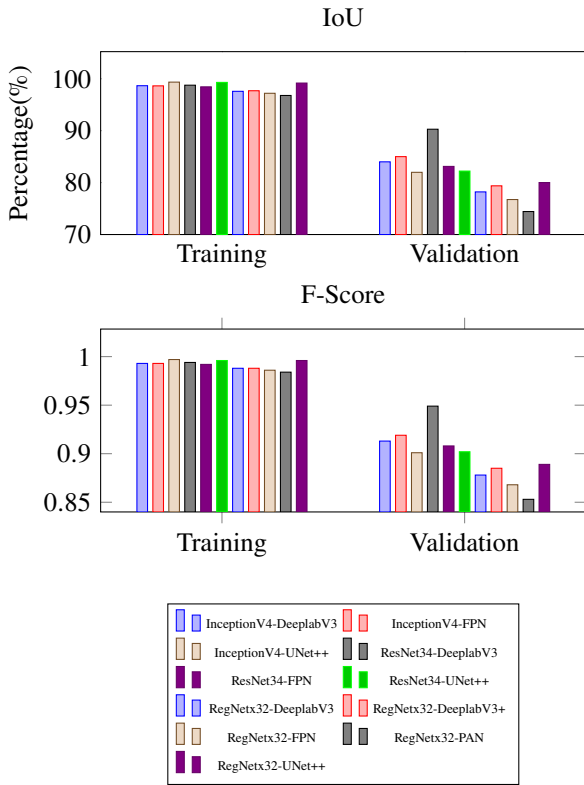 IoU
100
90
80
70
Percentage(%)
Training Validation
F-Score
1
0.95
0.9
0.85
Training Validation
InceptionV4-DeeplabV3 InceptionV4-FPN
InceptionV4-UNet++ ResNet34-DeeplabV3
ResNet34-FPN ResNet34-UNet++
RegNetx32-DeeplabV3 RegNetx32-DeeplabV3+
RegNetx32-FPN RegNetx32-PAN
RegNetx32-UNet++